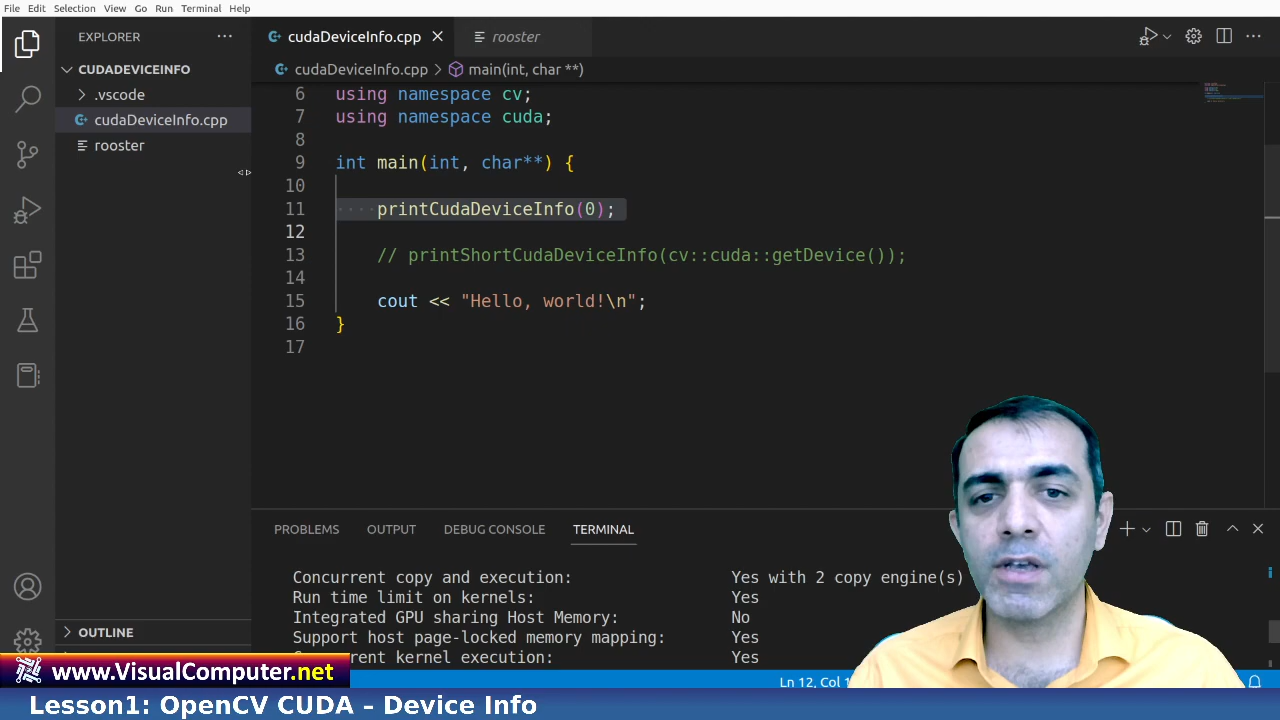 File Edit Selection View Go Run Terminal Help
EXPLORER
cudaDeviceInfo.cpp
rooster
CUDADEVICEINFO
cudaDeviceInfo.cpp > main(int, char **)
.vscode
cudaDeviceInfo.cpp
rooster
6 using namespace cv;
7 using namespace cuda;
8
9 int main(int, char**) {
10
11 printCudaDeviceInfo(0);
12
13 // printShortCudaDeviceInfo(cv::cuda::getDevice());
14
15 cout << "Hello, world!\n";
16 }
17
PROBLEMS OUTPUT DEBUG CONSOLE TERMINAL
Concurrent copy and execution: Yes with 2 copy engine(s)
Run time limit on kernels: Yes
Integrated GPU sharing Host Memory: No
Support host page-locked memory mapping: Yes
rent kernel execution: Yes
OUTLINE
Ln 12, Col
www.VisualComputer.net
Lesson1: OpenCV CUDA – Device Info